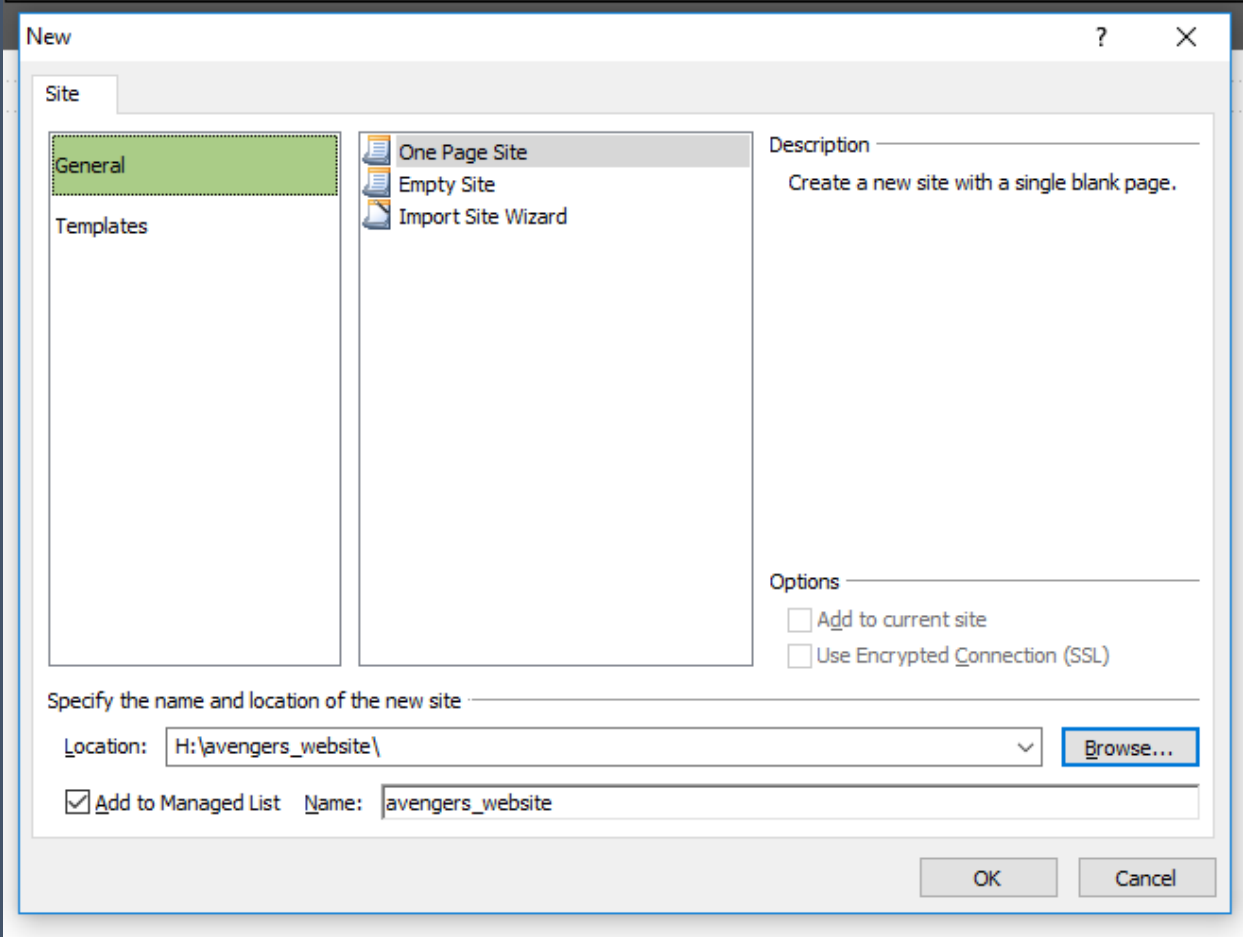 New
?
Site
General
Templates
One Page Site
Empty Site
Import Site Wizard
Description
Create a new site with a single blank page.
Options
Add to current site
Use Encrypted Connection (SSL)
Specify the name and location of the new site
Location: H:\avengers_website\ Browse...
Add to Managed List Name: avengers_website
OK Cancel